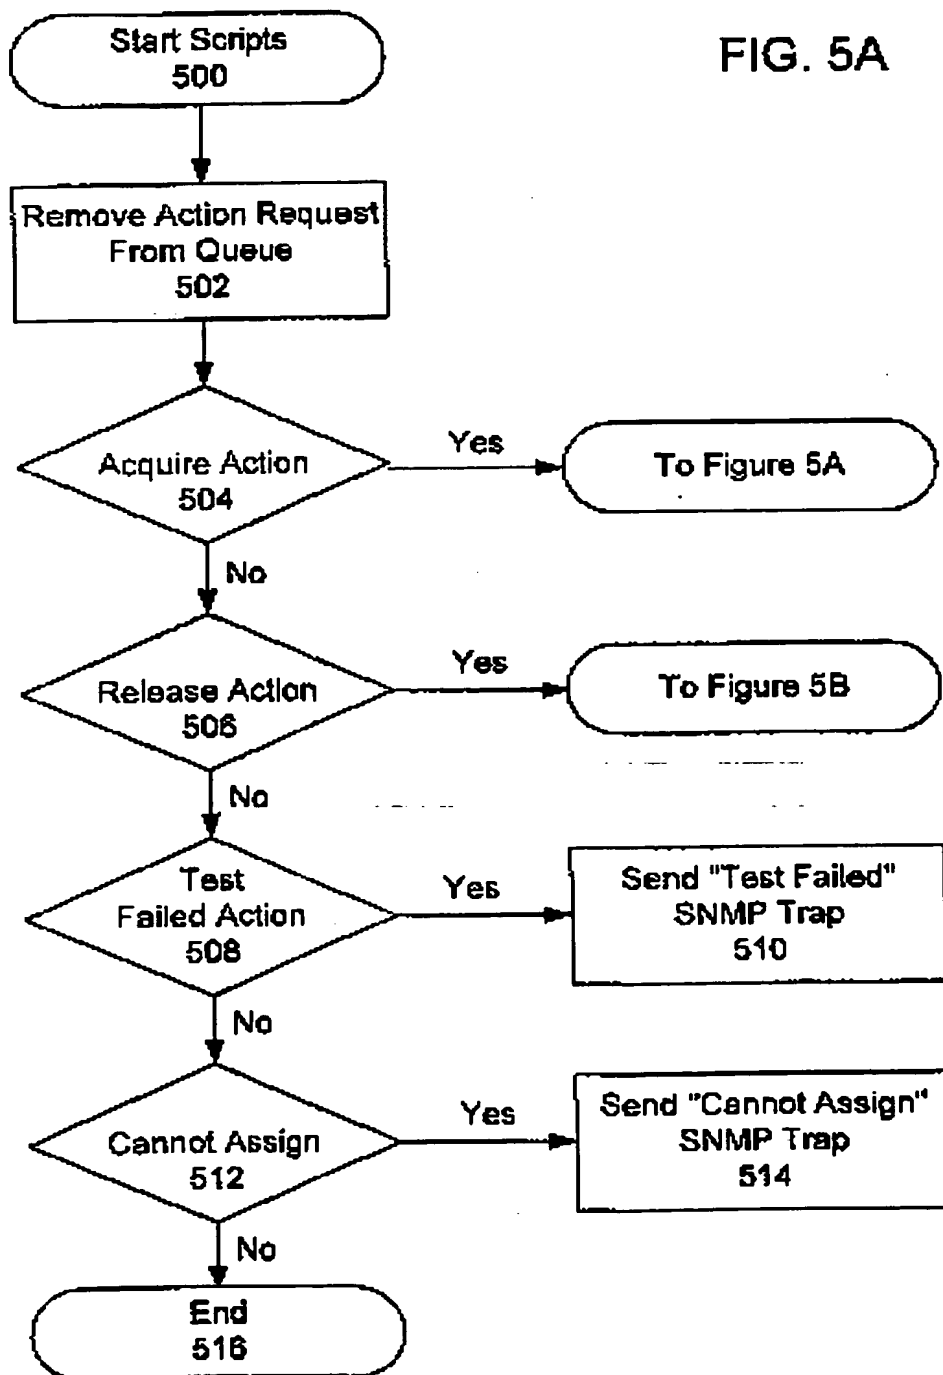 FIG. 5A
Start Scripts
500
Remove Action Request
From Queue
502
Acquire Action
504
Yes
To Figure 5A
No
Release Action
506
Yes
To Figure 5B
No
Test
Failed Action
508
Yes
Send "Test Failed"
SNMP Trap
510
No
Cannot Assign
512
Yes
Send "Cannot Assign"
SNMP Trap
514
No
End
516